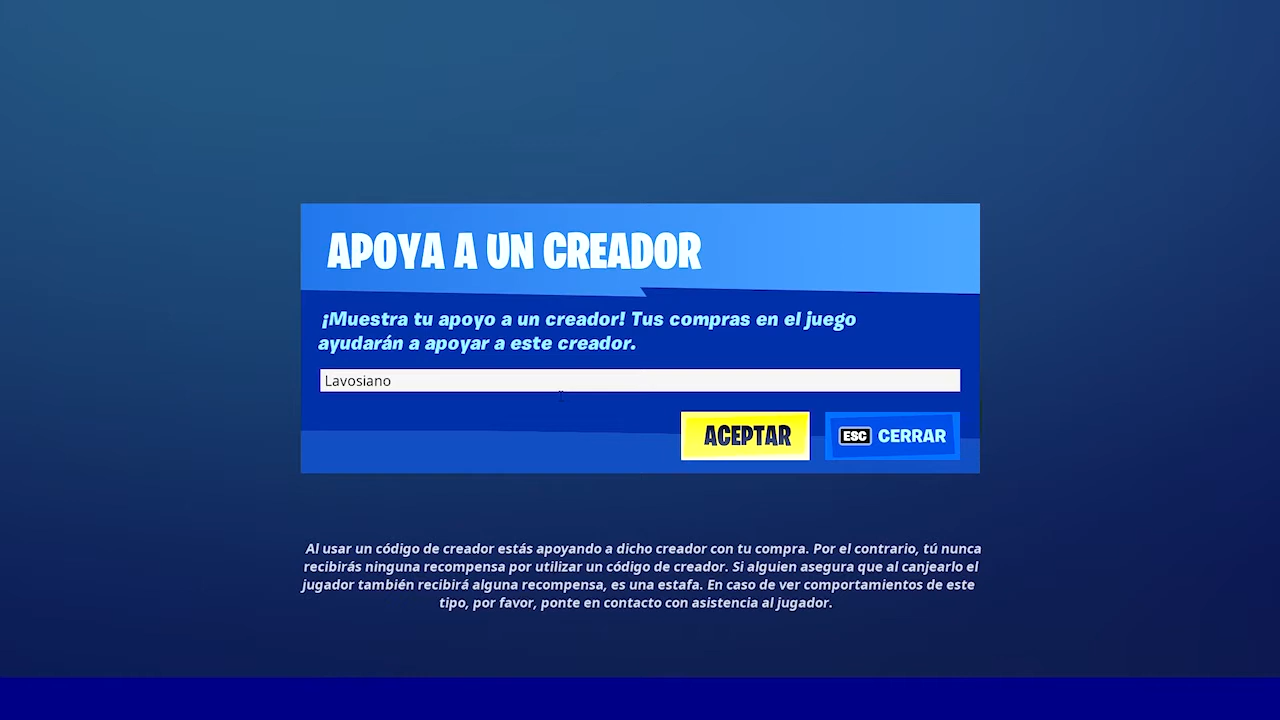 APOYA A UN CREADOR
¡Muestra tu apoyo a un creador! Tus compras en el juego
ayudarán a apoyar a este creador.
Lavosiano
ACEPTAR
ESC CERRAR
Al usar un código de creador estás apoyando a dicho creador con tu compra. Por el contrario, tú nunca
recibirás ninguna recompensa por utilizar un código de creador. Si alguien asegura que al canjearlo el
jugador también recibirá alguna recompensa, es una estafa. En caso de ver comportamientos de este
tipo, por favor, ponte en contacto con asistencia al jugador.